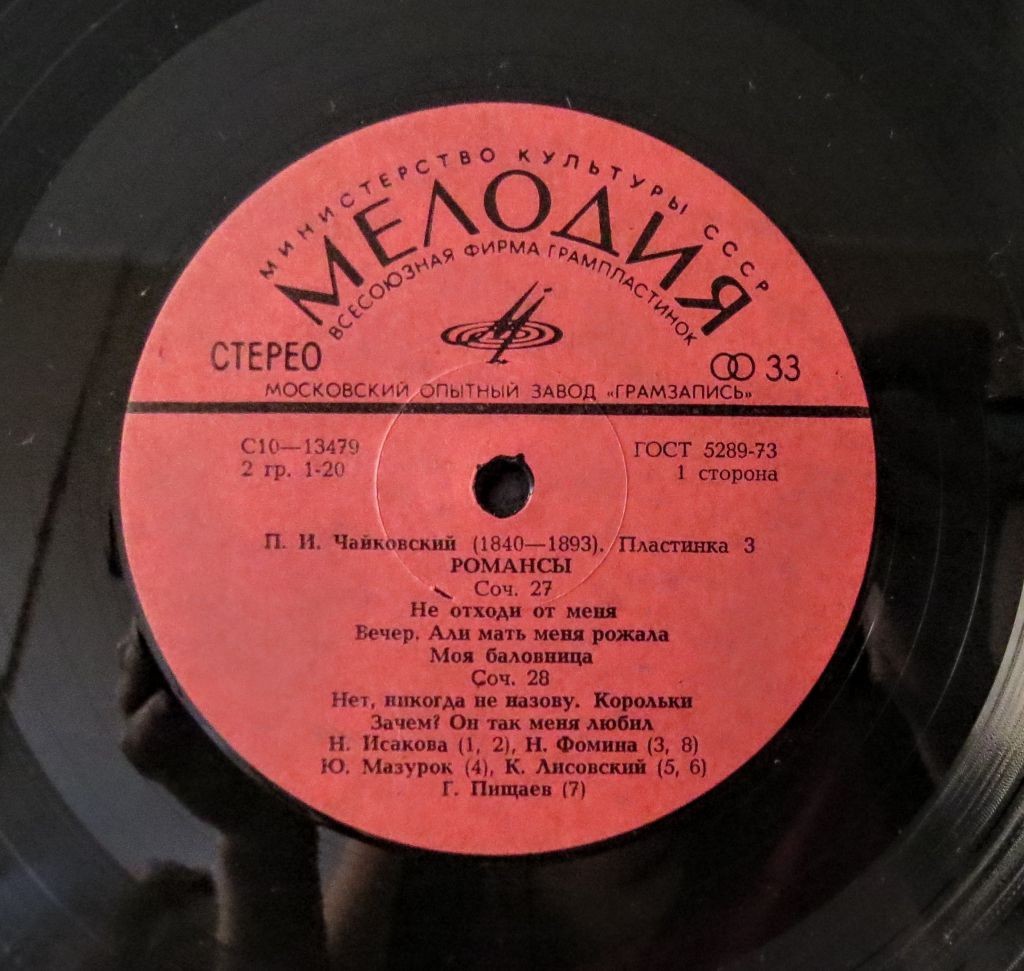 МИНИСТЕРСТВО КУЛЬТУРЫ СССР
МЕЛОДИЯ
ВСЕСОЮЗНАЯ ФИРМА ГРАМПЛАСТИНОК
СТЕРЕО
33
МОСКОВСКИЙ ОПЫТНЫЙ ЗАВОД «ГРАМЗАПИСЬ»
С10—13479
ГОСТ 5289-73
2 гр. 1-20
1 сторона
П. И. Чайковский (1840—1893). Пластинка 3
РОМАНСЫ
Соч. 27
Не отходи от меня
Вечер. Али мать меня рожала
Моя баловница
Соч. 28
Нет, никогда не назову. Корольки
Зачем? Он так меня любил
Н. Исакова (1, 2), Н. Фомина (3, 8)
Ю. Мазурок (4), К. Лисовский (5, 6)
Г. Пищаев (7)